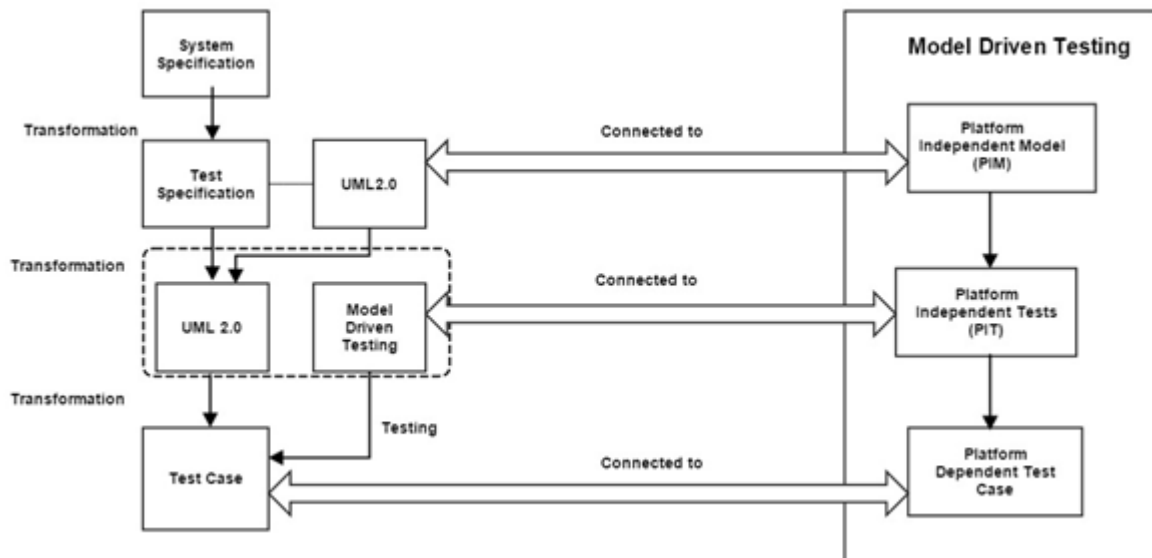 System
Specification
Model Driven Testing
Transformation
Connected to
Platform
Independent Model
(PIM)
Test
Specification
UML2.0
Transformation
Connected to
UML 2.0
Model
Driven
Testing
Platform
Independent Tests
(PIT)
Transformation
Testing
Test Case
Connected to
Platform
Dependent Test
Case